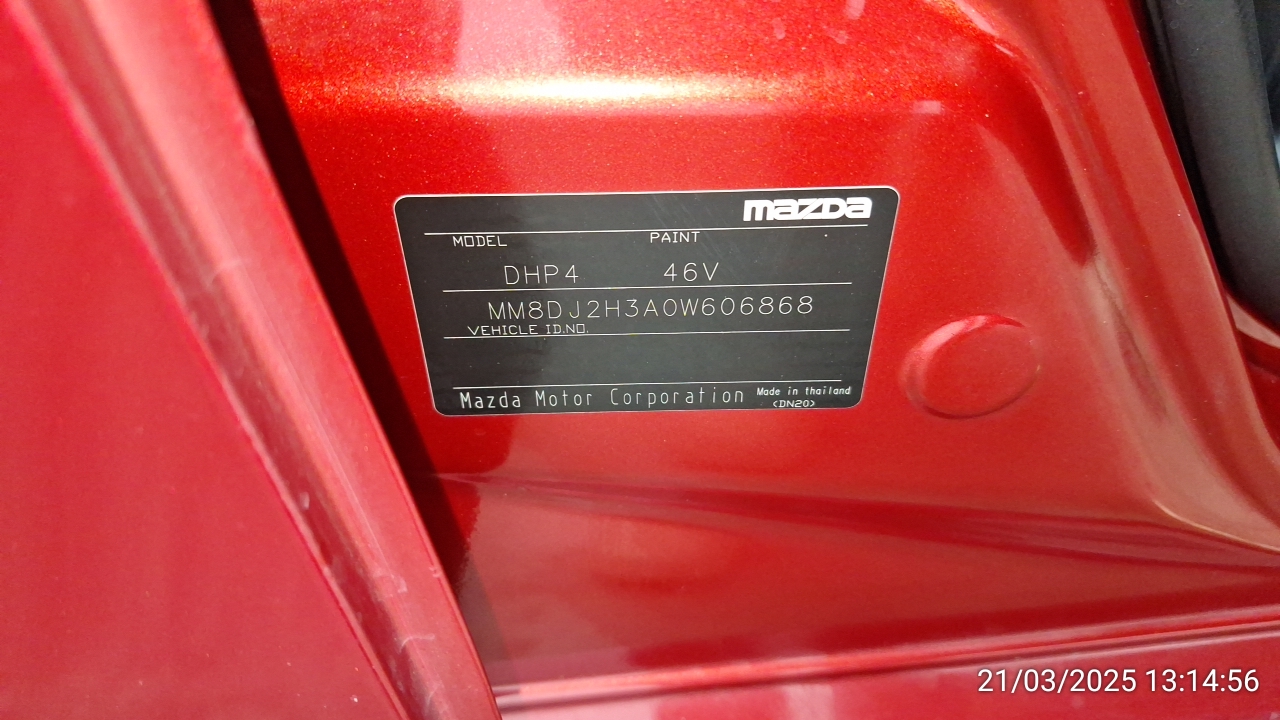 mazda
MODEL PAINT
DHP4 46V
MM8DJ2H3A0W606868
VEHICLE ID.NO.
Mazda Motor Corporation Made in thailand
<DN20>
21/03/2025 13:14:56